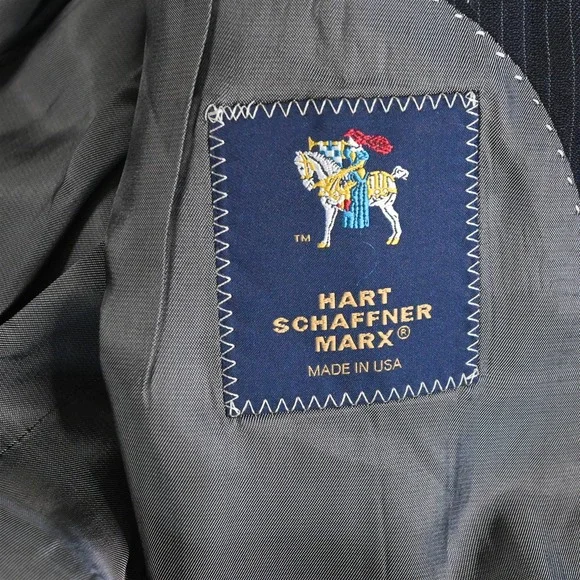 TM
HART
SCHAFFNER
MARX®
MADE IN USA